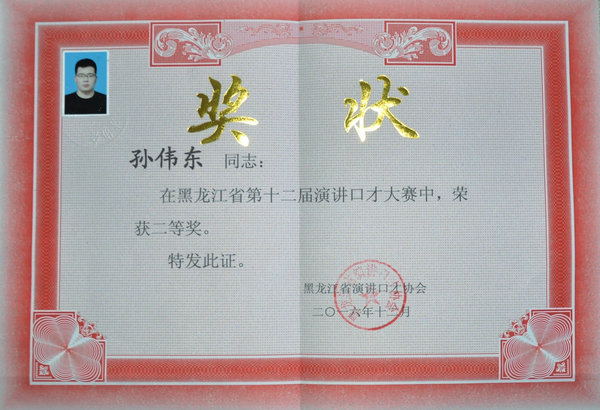 奖 状
孙伟东 同志:
在黑龙江省第十二届演讲口才大赛中,荣
获二等奖。
特发此证。
黑龙江省演讲口才协会
二〇一六年十二月